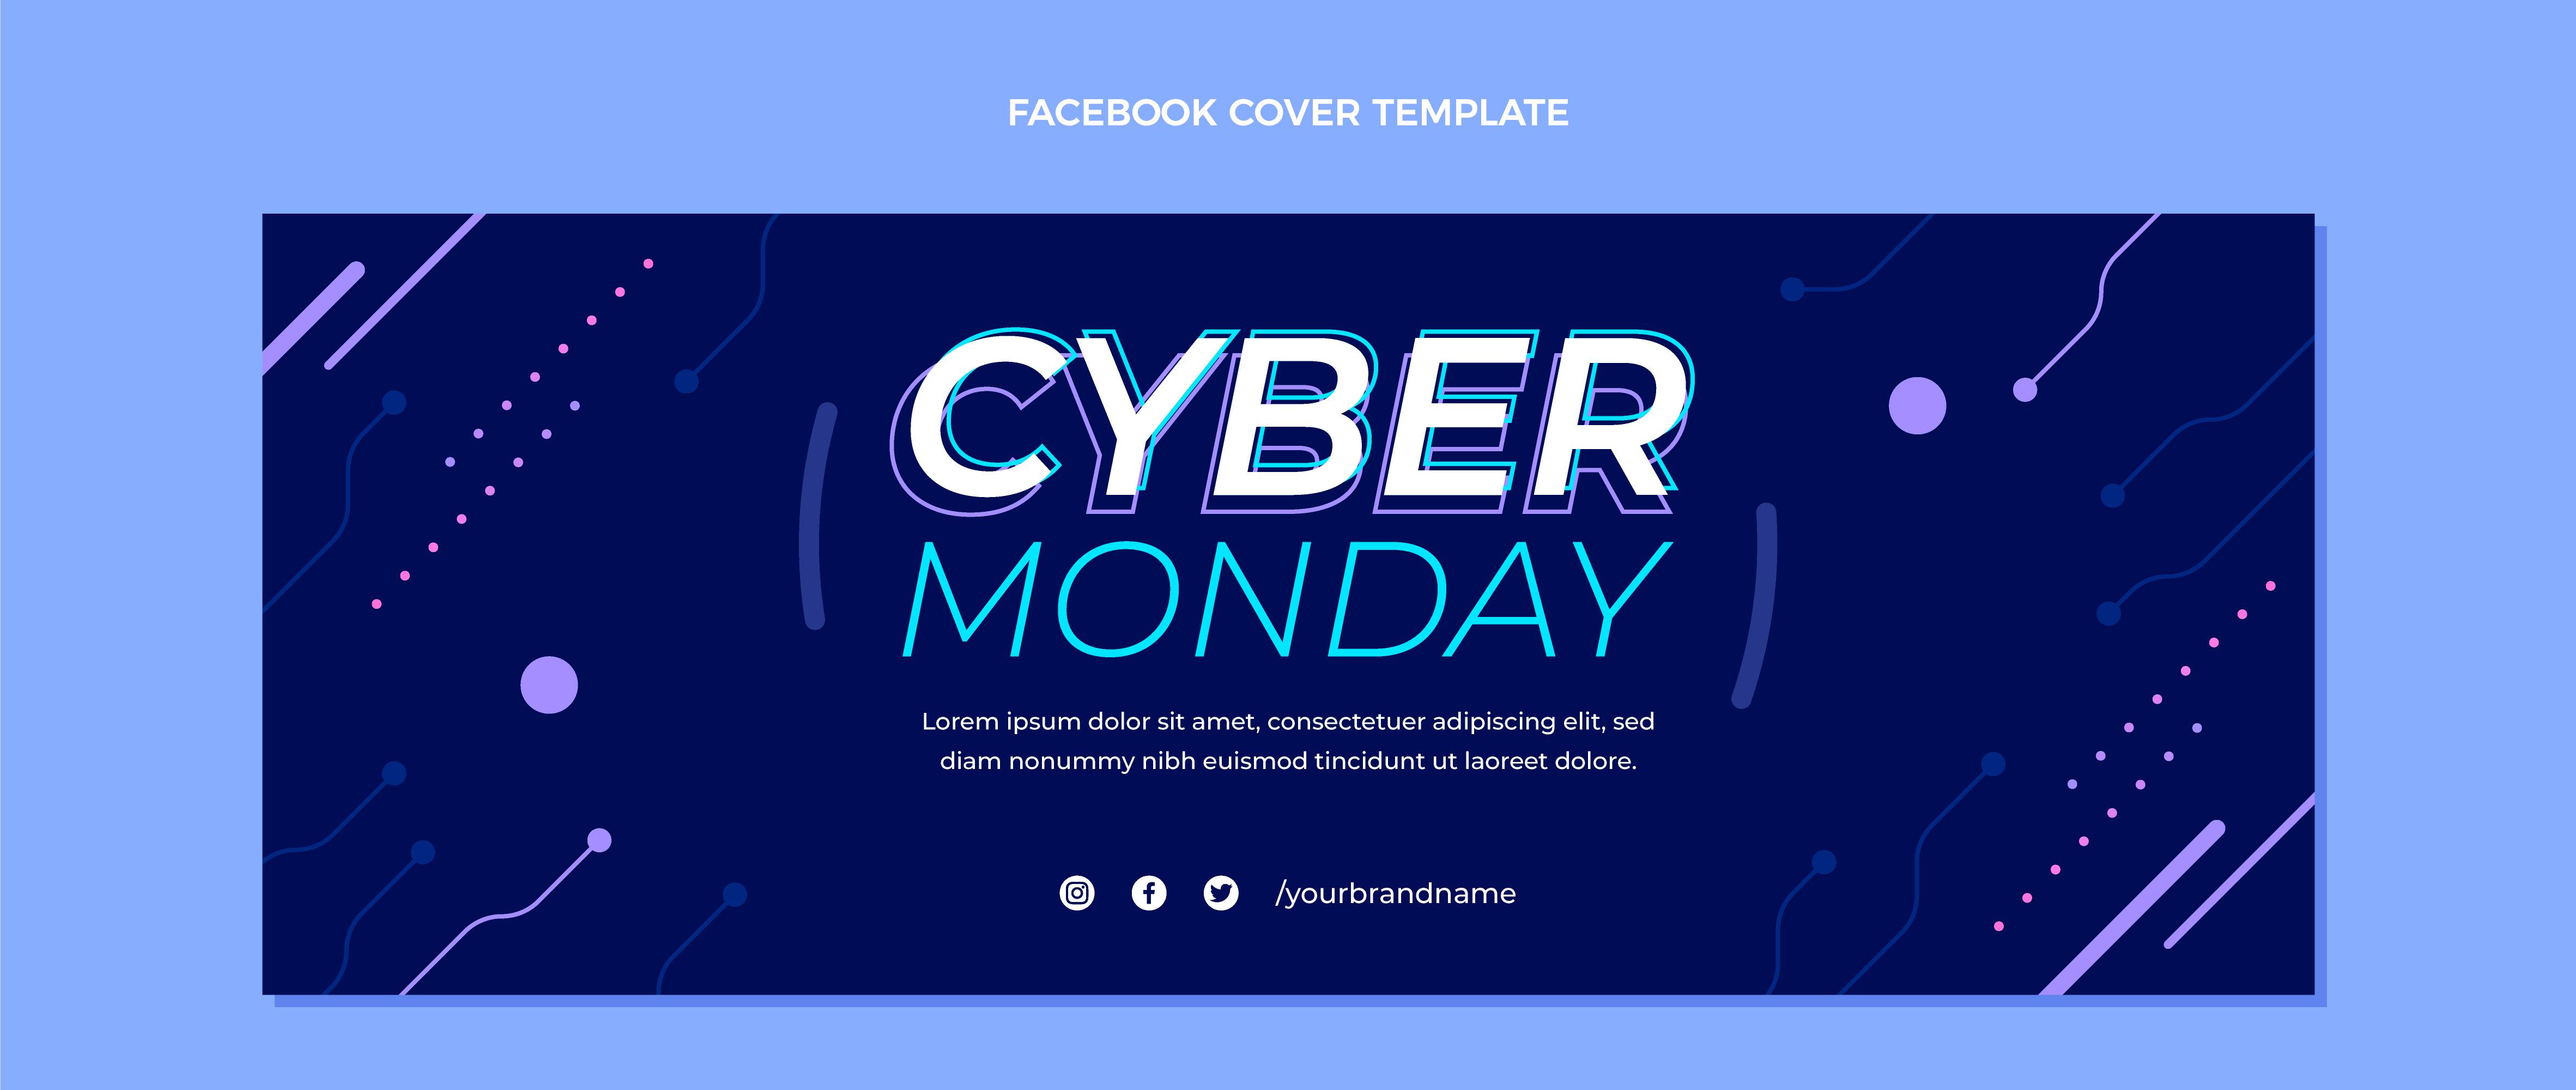 FACEBOOK COVER TEMPLATE
CYBER
MONDAY
Lorem ipsum dolor sit amet, consectetuer adipiscing elit, sed
diam nonummy nibh euismod tincidunt ut laoreet dolore.
/yourbrandname